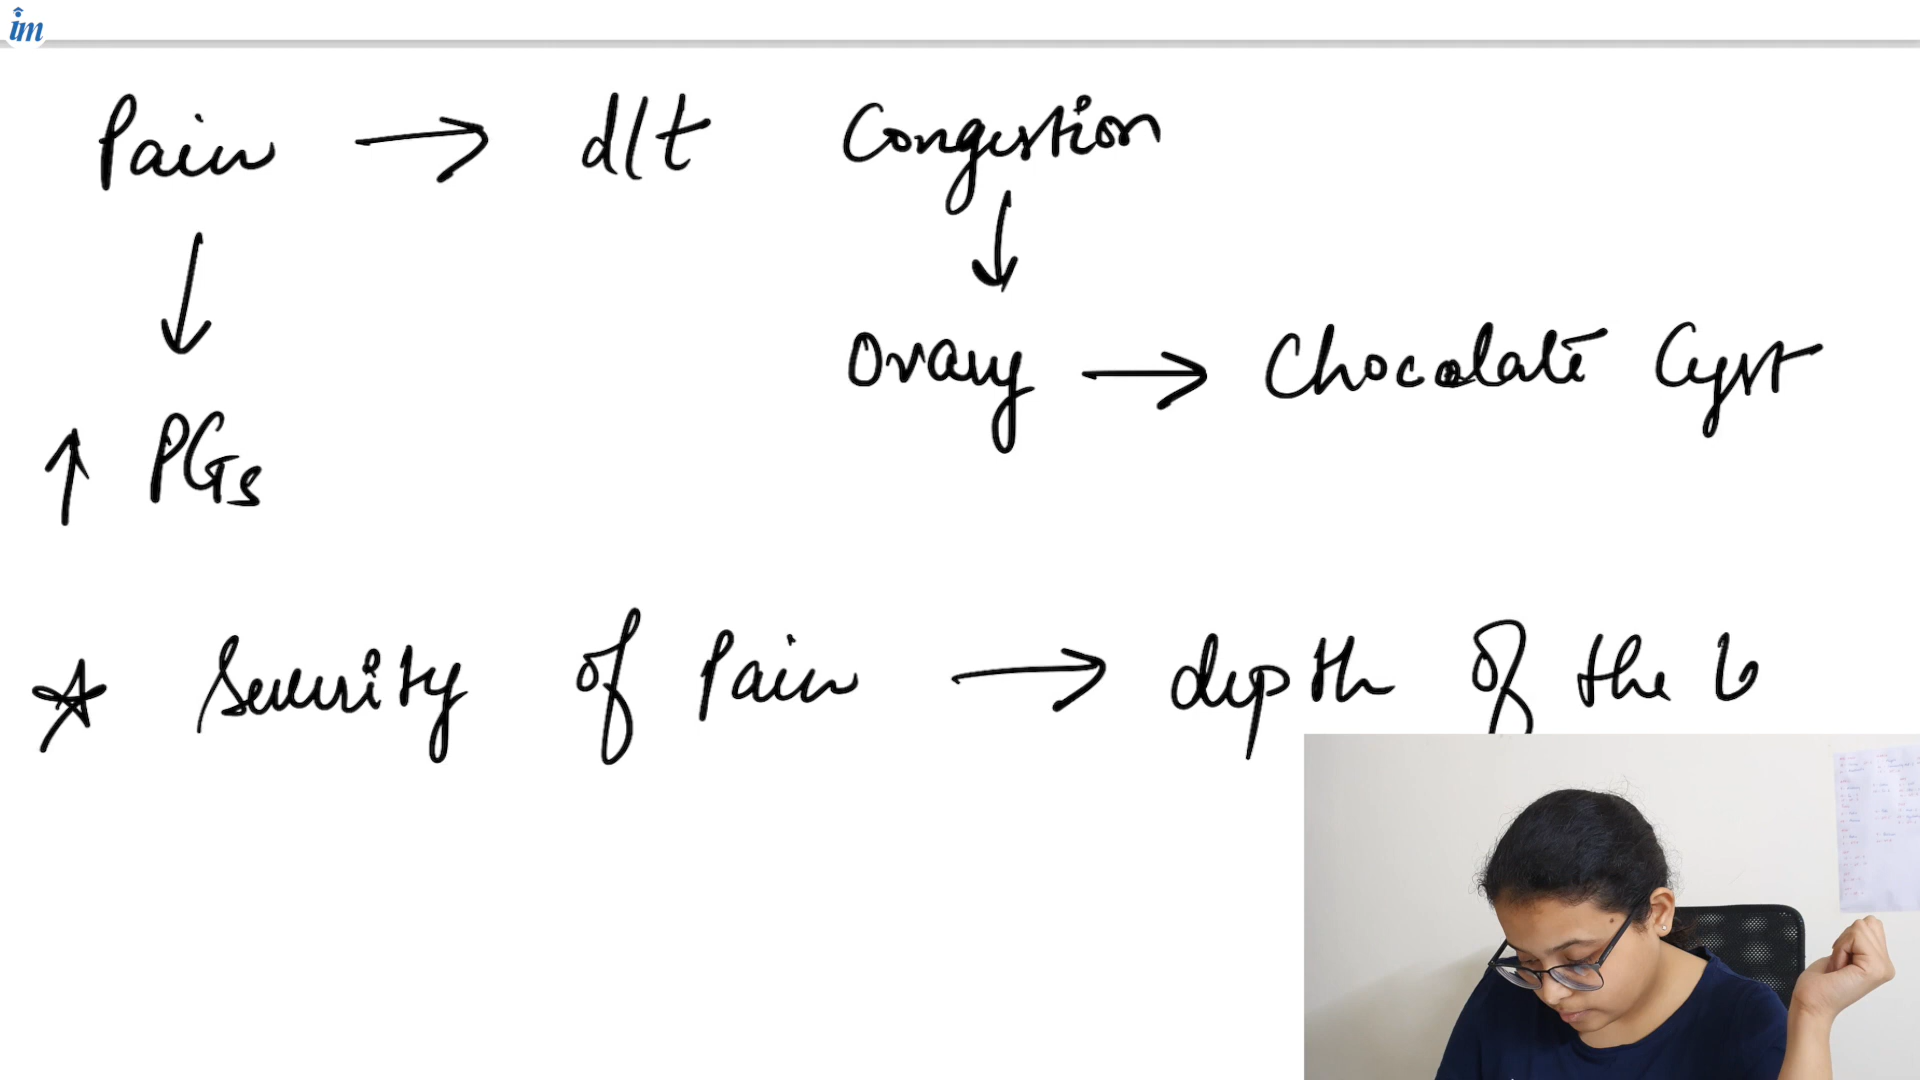 im
Pain → d/t Congestion
↓ ↓
Ovary → Chocolate Cyst
↑ PGs
☆ Severity of Pain → depth of the